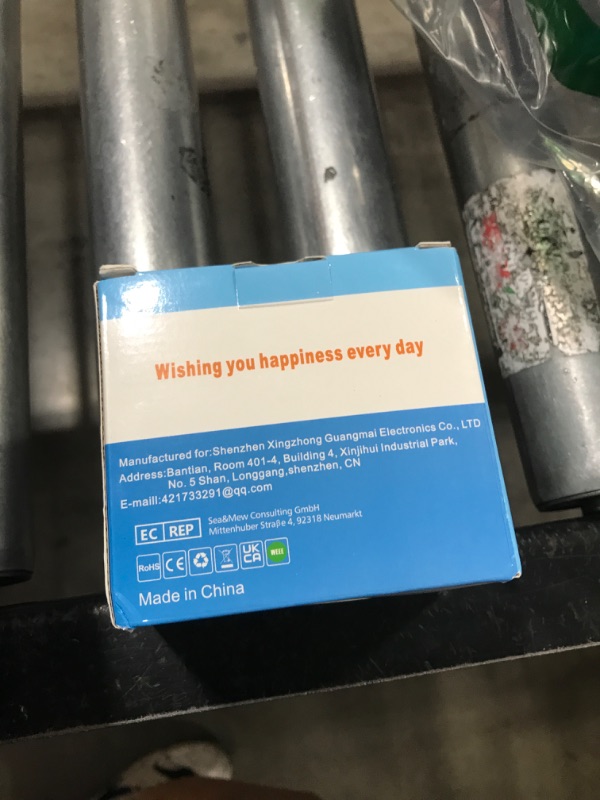 Wishing you happiness every day
Manufactured for:Shenzhen Xingzhong Guangmai Electronics Co., LTD
Address:Bantian, Room 401-4, Building 4, Xinjihui Industrial Park,
No. 5 Shan, Longgang,shenzhen, CN
E-maill:421733291@qq.com
EC REP
Sea&Mew Consulting GmbH
Mittenhuber Straße 4, 92318 Neumarkt
RoHS CE UK CA WEEE
Made in China